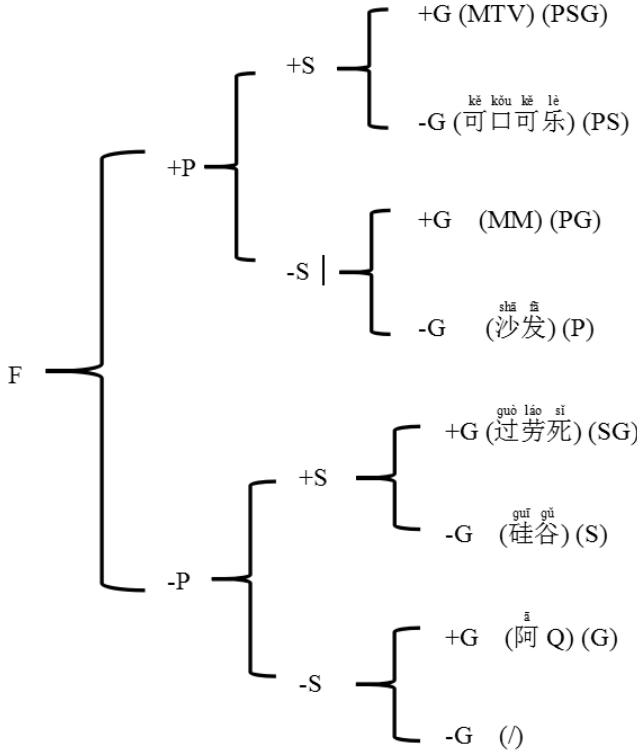 +G (MTV) (PSG)
+S
kě kǒu kě lè
-G (可口可乐) (PS)
+P
+G (MM) (PG)
-S |
shā fā
-G (沙发) (P)
F
guò láo sǐ
+G (过劳死) (SG)
+S
guī gǔ
-G (硅谷) (S)
-P
ā
+G (阿 Q) (G)
-S
-G (/)